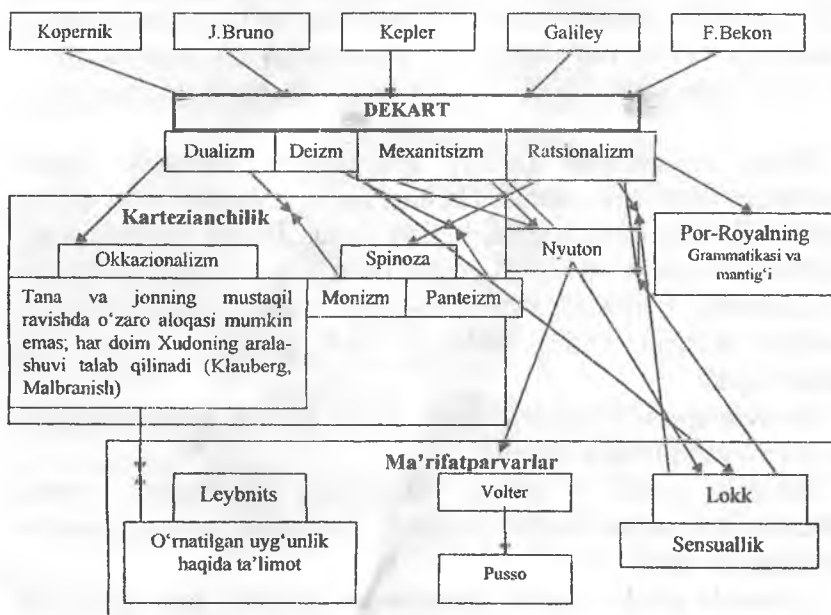 Kopernik
J.Bruno
Kepler
Galiley
F.Bekon
DEKART
Dualizm
Deizm
Mexanitsizm
Ratsionalizm
Kartezianchilik
Okkazionalizm
Spinoza
Nyuton
Por-Royalning
Grammatikasi va
mantig‘i
Tana va jonning mustaqil
ravishda o‘zaro aloqasi mumkin
emas; har doim Xudoning arala-
shuvi talab qilinadi (Klauberg,
Malbranish)
Monizm
Panteizm
Ma’rifatparvarlar
Leybnits
Volter
Lokk
O‘rnatilgan uyg‘unlik
haqida ta’limot
Sensuallik
Pusso